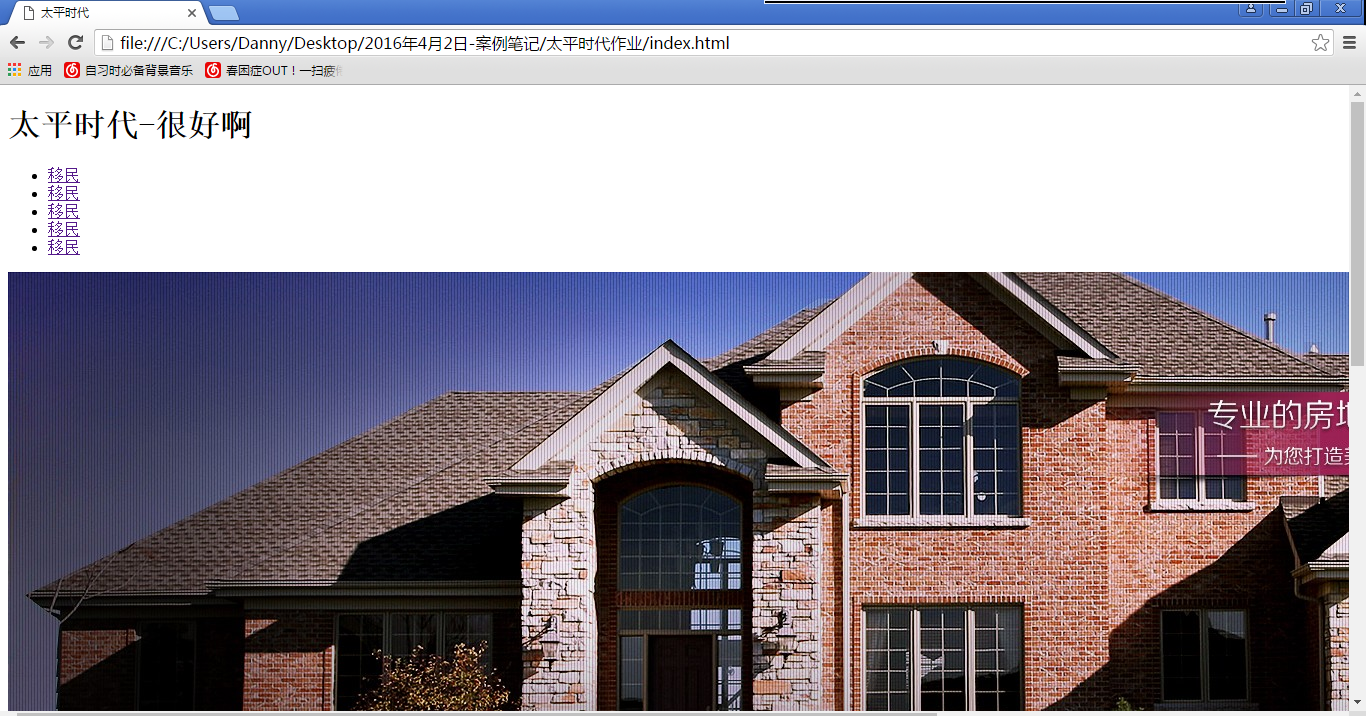 太平时代
file:///C:/Users/Danny/Desktop/2016年4月2日-案例笔记/太平时代作业/index.html
应用 自习时必备背景音乐 春困症OUT！一扫疲
太平时代-很好啊
移民
移民
移民
移民
移民
专业的房
为您打造